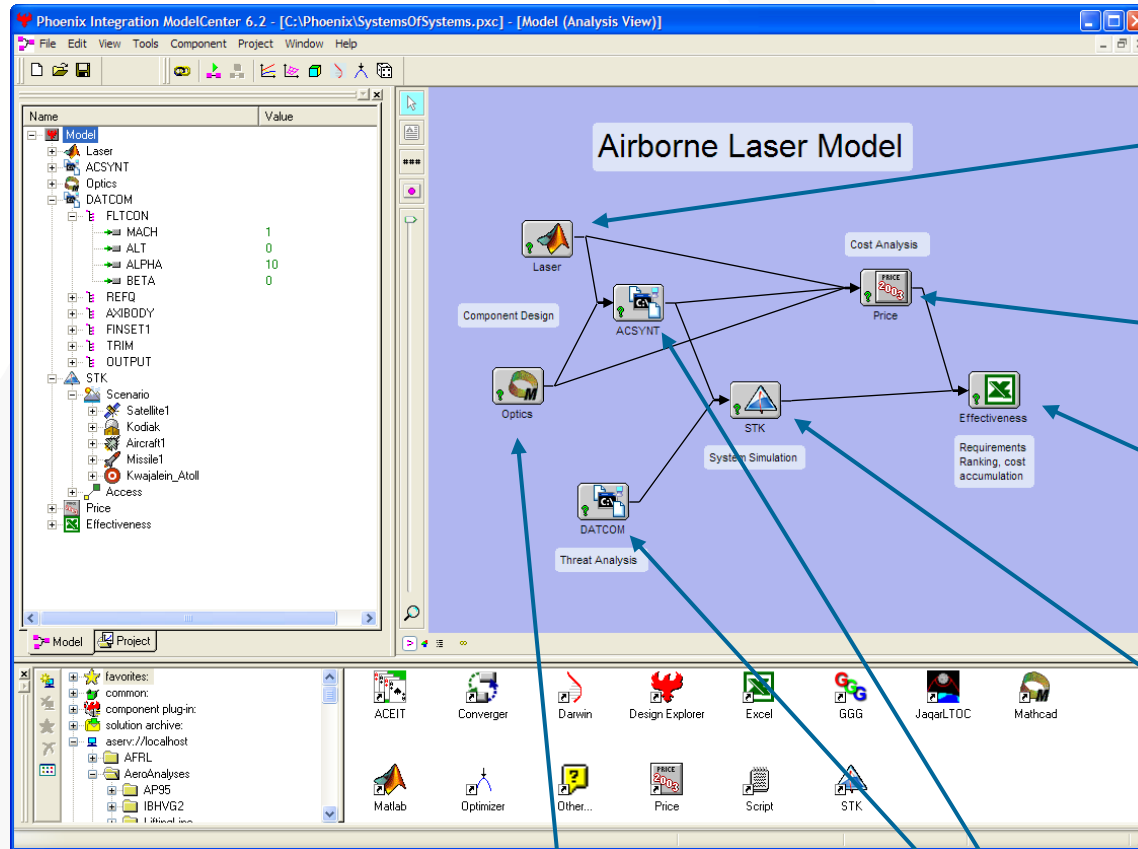 Phoenix Integration ModelCenter 6.2 - [C:\Phoenix\SystemsOfSystems.pxc] - [Model (Analysis View)]
File Edit View Tools Component Project Window Help
Name Value
Model
Laser
ACSYNT
Optics
DATCOM
FLTCON
MACH 1
ALT 0
ALPHA 10
BETA 0
REFQ
AXIBODY
FINSET1
TRIM
OUTPUT
STK
Scenario
Satellite1
Kodiak
Aircraft1
Missile1
Kwajalein_Atoll
Access
Price
Effectiveness
Model Project
Airborne Laser Model
Laser
Cost Analysis
PRICE
2003
Price
Component Design
C:\
ACSYNT
M
Optics
STK
System Simulation
Effectiveness
Requirements
Ranking, cost
accumulation
C:\
DATCOM
Threat Analysis
favorites:
common:
component plug-in:
solution archive:
aserv://localhost
AFRL
AeroAnalyses
AP95
IBHVG2
LiftingLine
ACEIT Converger Darwin Design Explorer Excel GGG JaqarLTOC Mathcad
Matlab Optimizer Other... Price Script STK